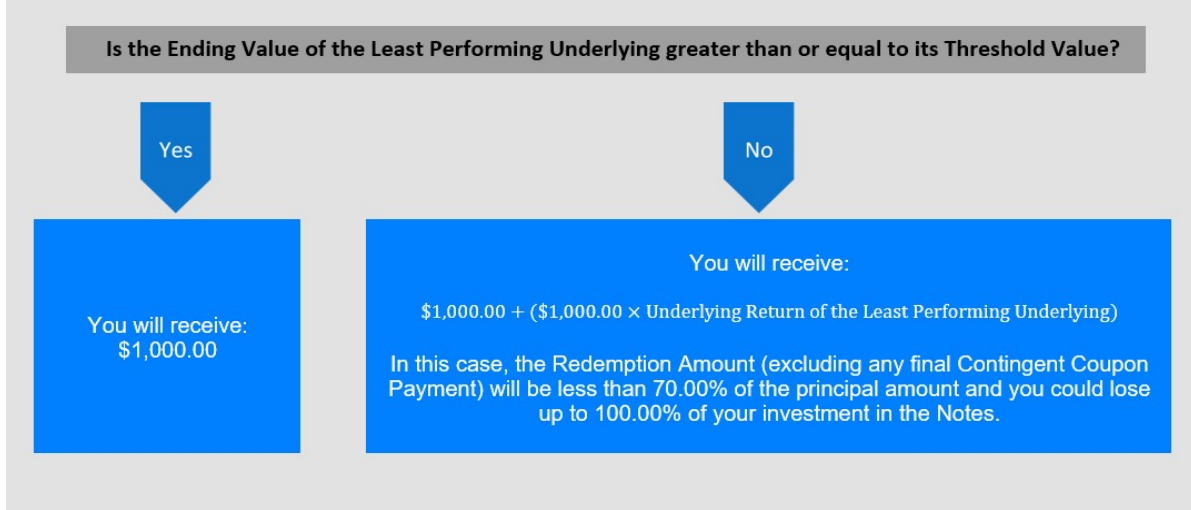 Is the Ending Value of the Least Performing Underlying greater than or equal to its Threshold Value?
Yes
No
You will receive:
$1,000.00
You will receive:
$1,000.00 + ($1,000.00 × Underlying Return of the Least Performing Underlying)
In this case, the Redemption Amount (excluding any final Contingent Coupon
Payment) will be less than 70.00% of the principal amount and you could lose
up to 100.00% of your investment in the Notes.